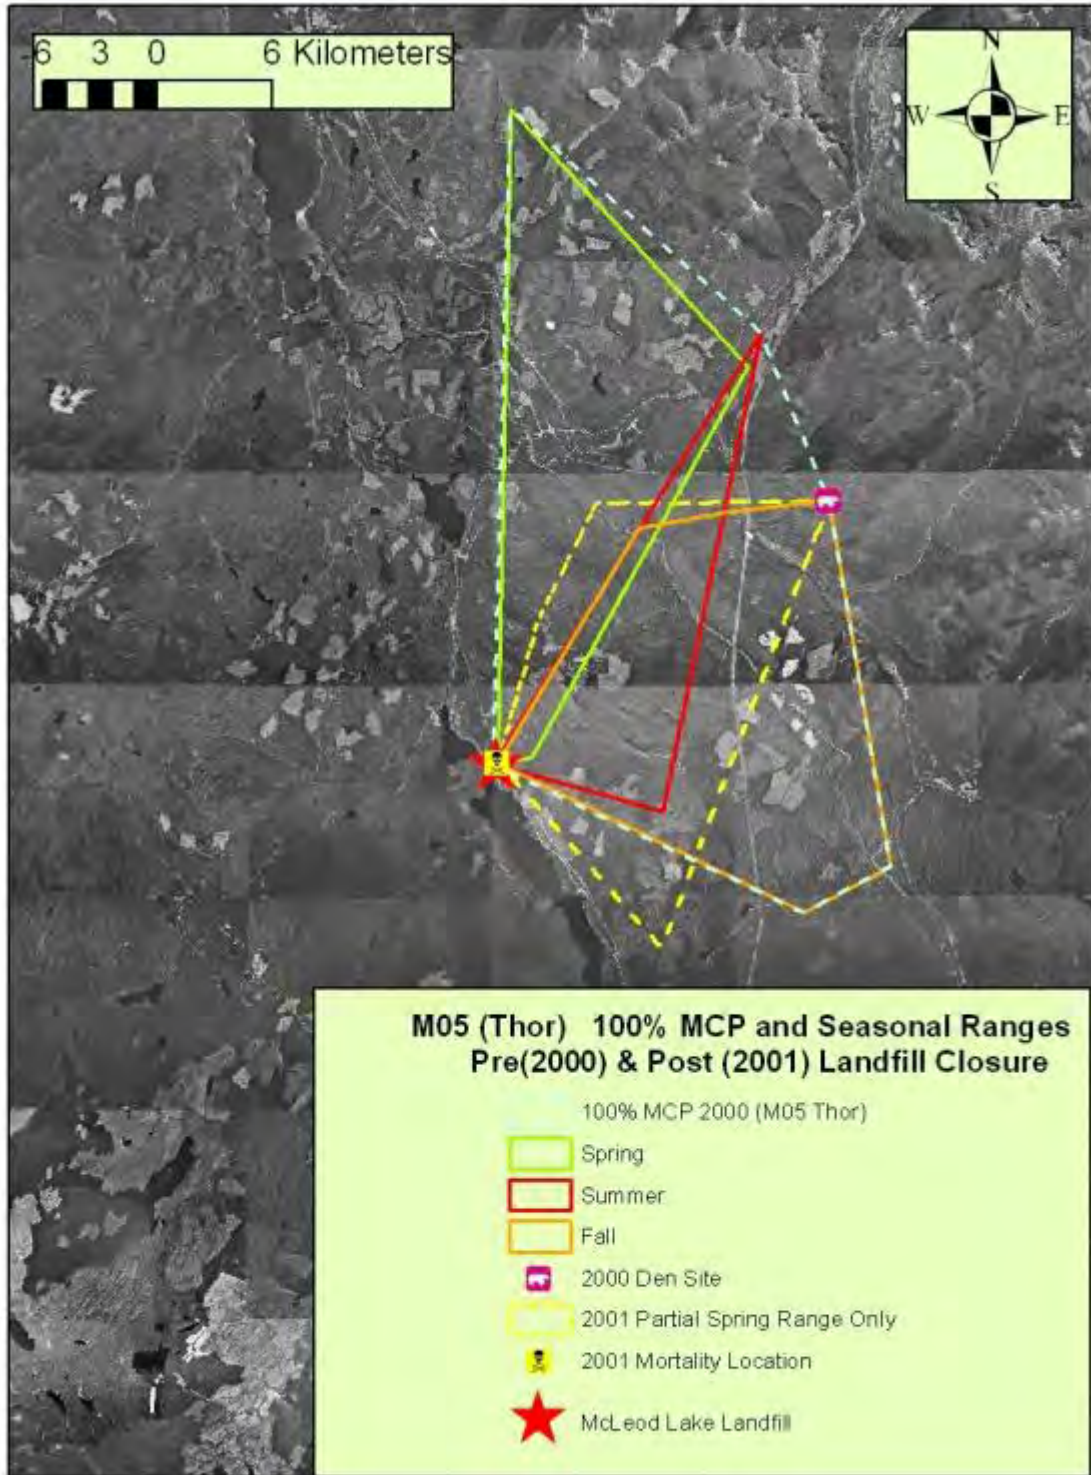 6 3 0 6 Kilometers
N
W E
S
M05 (Thor) 100% MCP and Seasonal Ranges
Pre(2000) & Post (2001) Landfill Closure
100% MCP 2000 (M05 Thor)
Spring
Summer
Fall
2000 Den Site
2001 Partial Spring Range Only
2001 Mortality Location
McLeod Lake Landfill